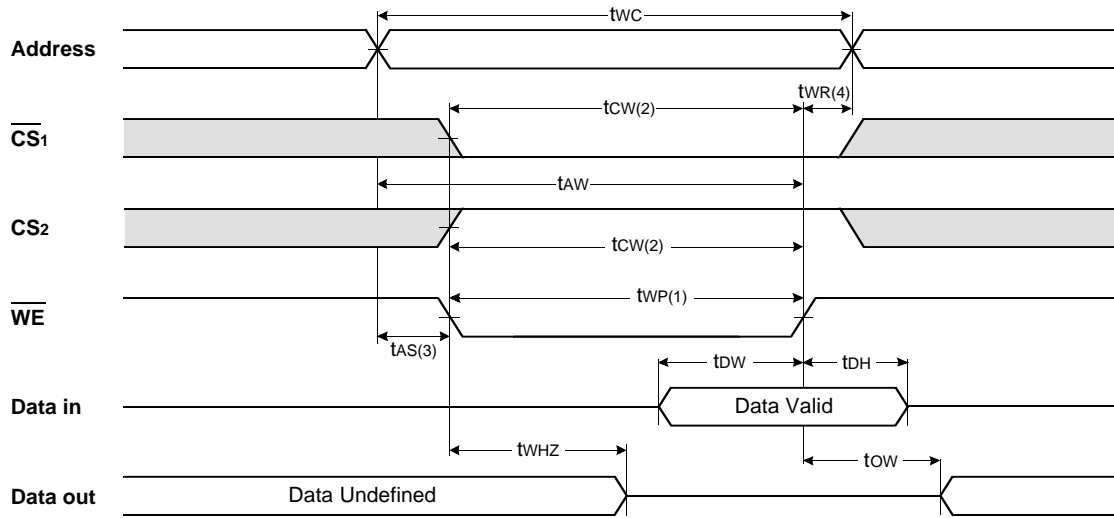 tWC
Address
tCW(2)
tWR(4)
CS1
tAW
CS2
tCW(2)
tWP(1)
WE
tAS(3)
tDW
tDH
Data in
Data Valid
tWHZ
tOW
Data out
Data Undefined